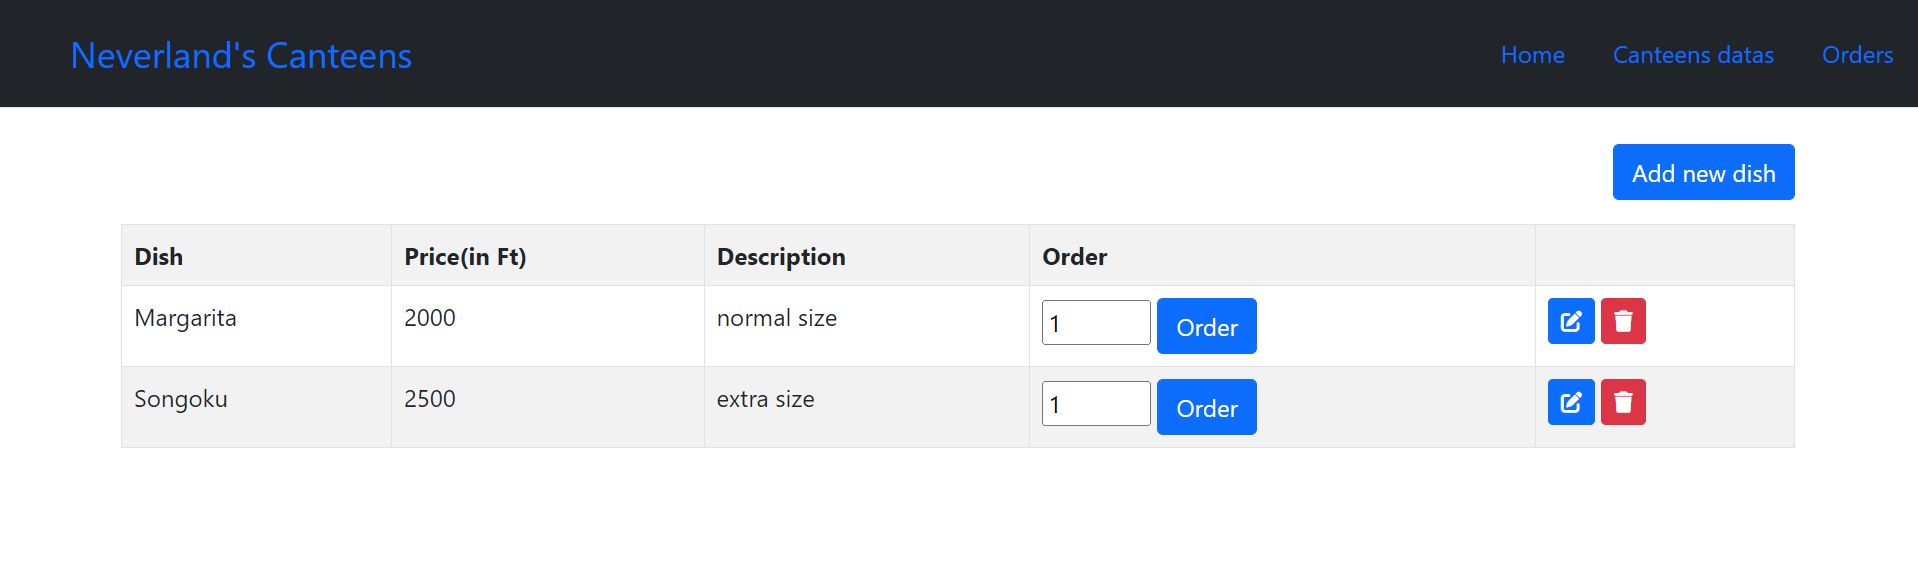 Neverland's Canteens Home Canteens datas Orders
Add new dish
Dish Price(in Ft) Description Order
Margarita 2000 normal size 1 Order
Songoku 2500 extra size 1 Order